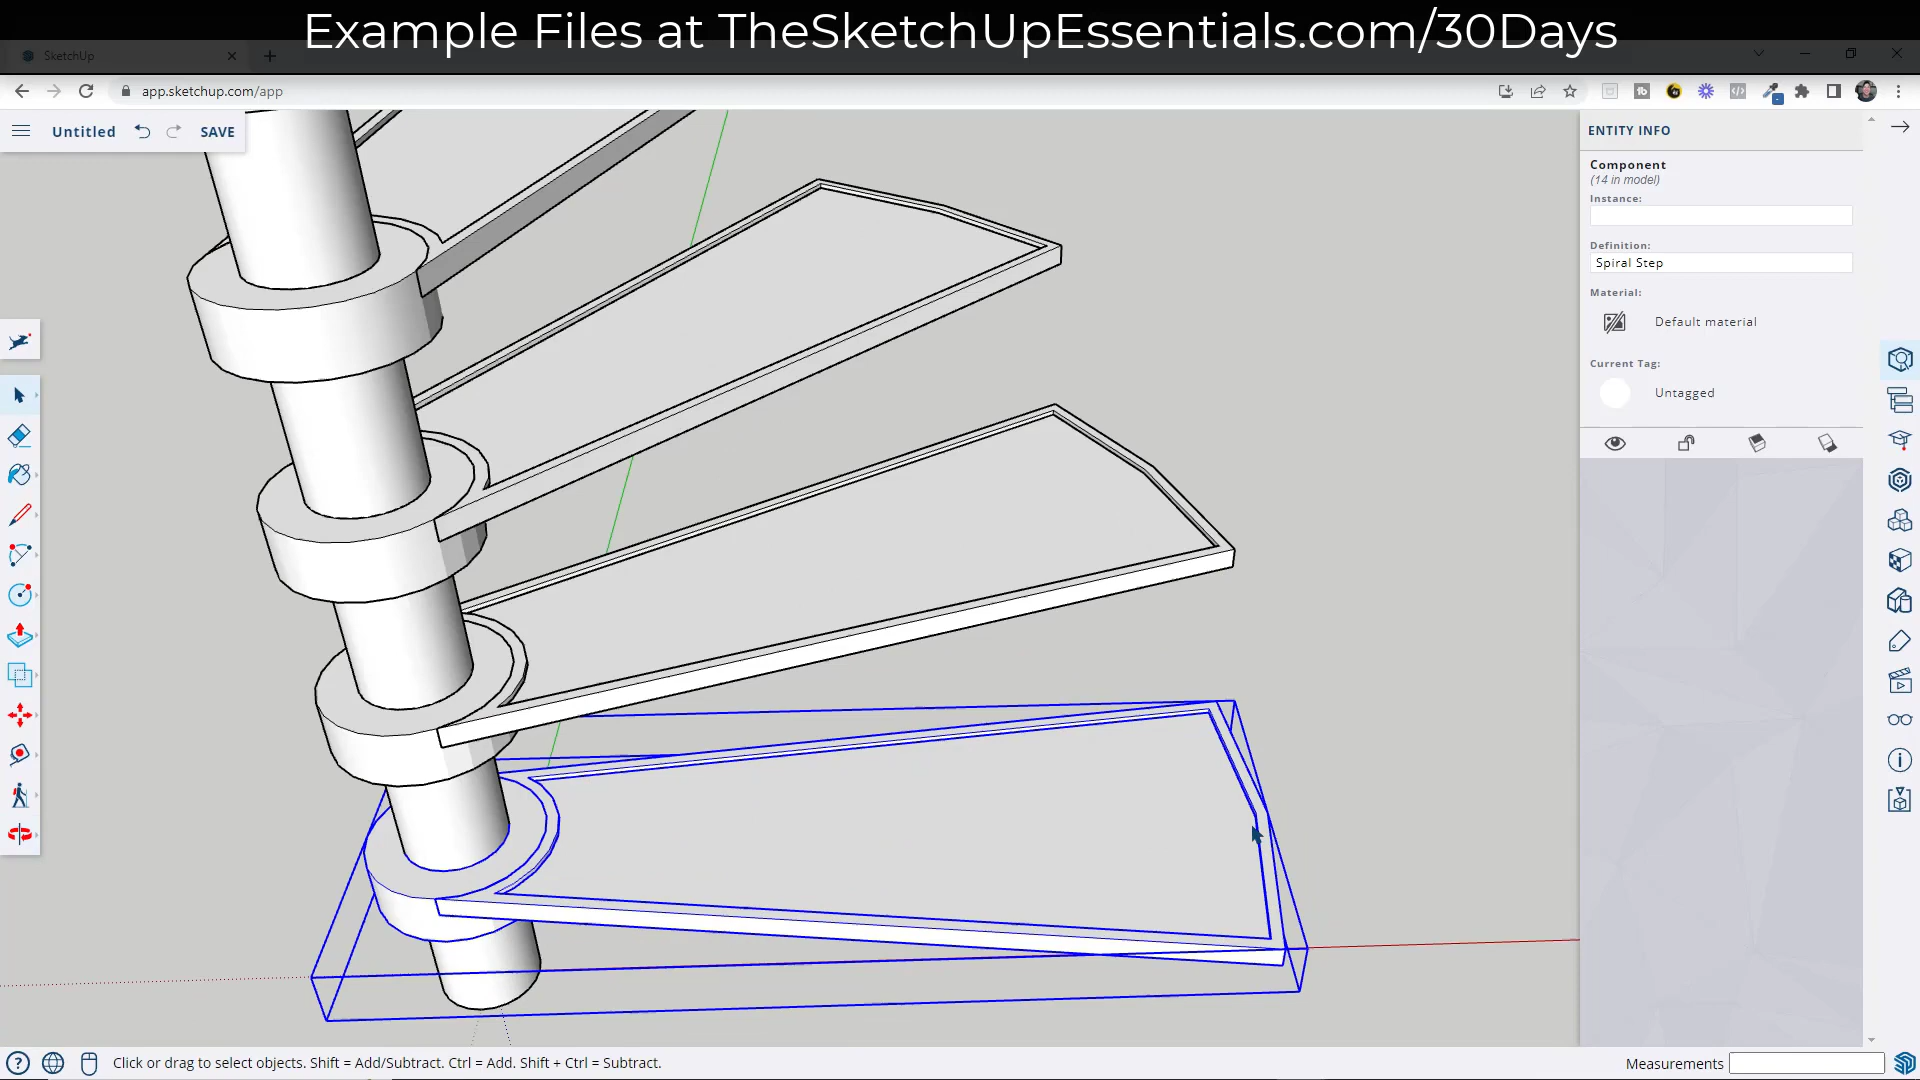 Example Files at TheSketchUpEssentials.com/30Days
SketchUp
app.sketchup.com/app
Untitled
SAVE
ENTITY INFO
Component
(14 in model)
Instance:
Definition:
Spiral Step
Material:
Default material
Current Tag:
Untagged
Click or drag to select objects. Shift = Add/Subtract. Ctrl = Add. Shift + Ctrl = Subtract.
Measurements